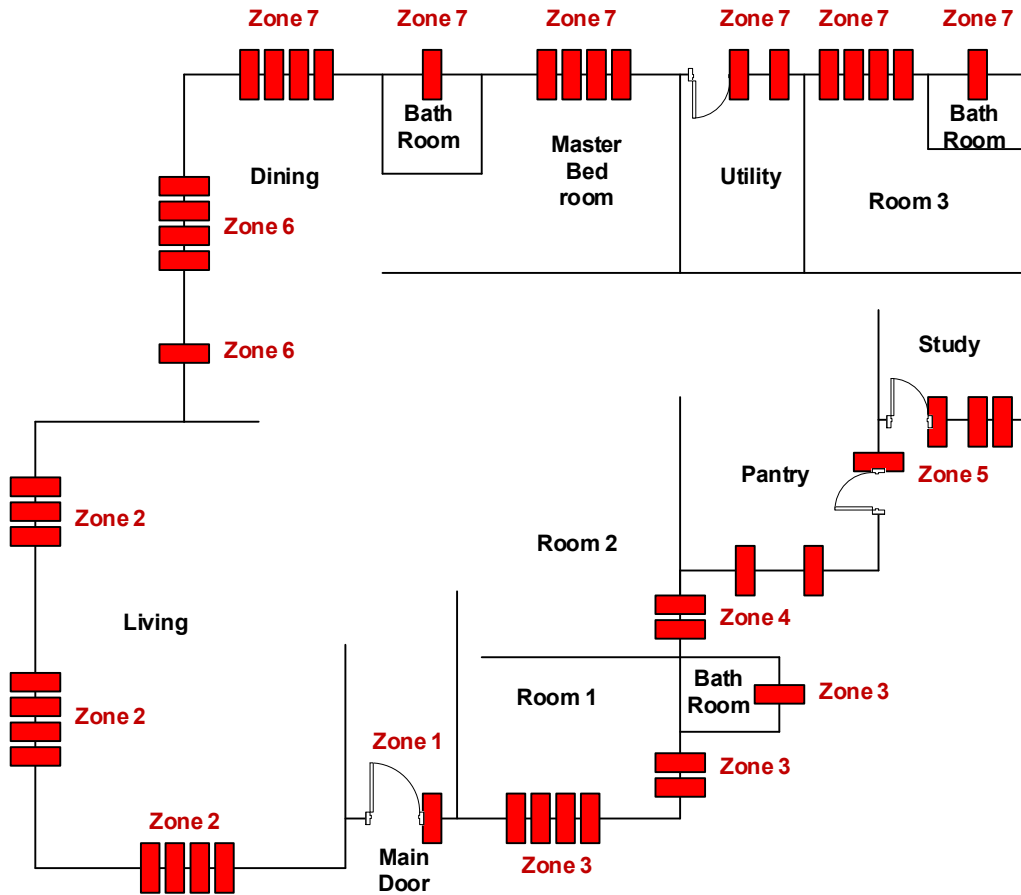 Zone 7
Zone 7
Zone 7
Zone 7
Zone 7
Zone 7
Bath
Room
Master
Bed
room
Bath
Room
Dining
Utility
Room 3
Zone 6
Zone 6
Study
Pantry
Zone 5
Zone 2
Room 2
Living
Zone 4
Bath
Room
Room 1
Zone 3
Zone 2
Zone 1
Zone 3
Zone 2
Zone 3
Main
Door